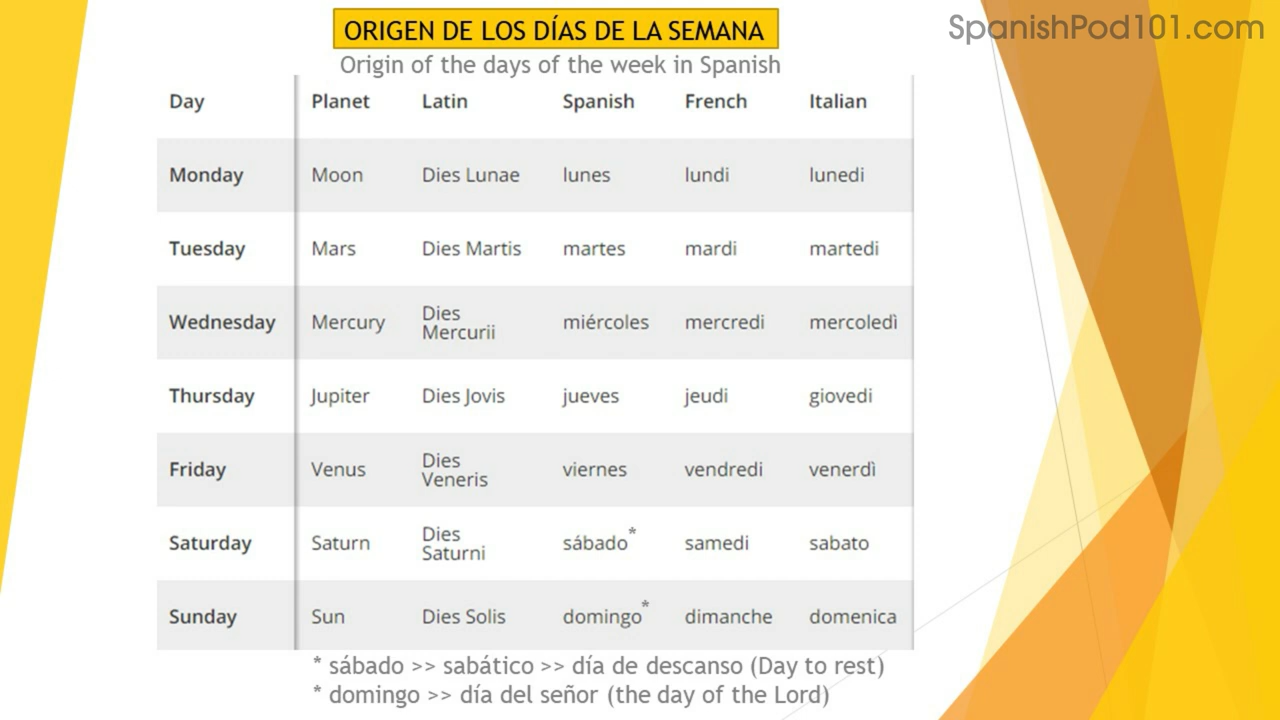 SpanishPod101.com
ORIGEN DE LOS DÍAS DE LA SEMANA
Origin of the days of the week in Spanish
Day Planet Latin Spanish French Italian
Monday Moon Dies Lunae lunes lundi lunedi
Tuesday Mars Dies Martis martes mardi martedi
Wednesday Mercury Dies Mercurii miércoles mercredi mercoledì
Thursday Jupiter Dies Jovis jueves jeudi giovedi
Friday Venus Dies Veneris viernes vendredi venerdì
Saturday Saturn Dies Saturni sábado* samedi sabato
Sunday Sun Dies Solis domingo* dimanche domenica
* sábado >> sabático >> día de descanso (Day to rest)
* domingo >> día del señor (the day of the Lord)